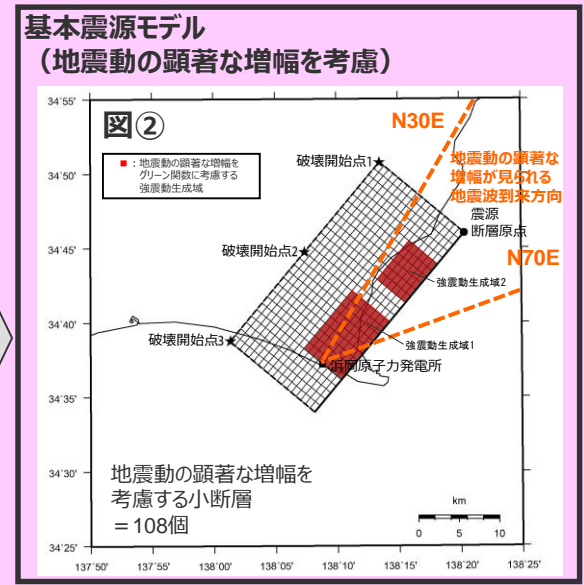 基本震源モデル
（地震動の顕著な増幅を考慮）
34˚55'
図②
N30E
■ : 地震動の顕著な増幅を
グリーン関数に考慮する
強震動生成域
破壊開始点1
地震動の顕著な
増幅が見られる
地震波到来方向
34˚50'
震源
断層原点
破壊開始点2
N70E
34˚45'
強震動生成域2
34˚40'
破壊開始点3
強震動生成域1
浜岡原子力発電所
34˚35'
34˚30'
地震動の顕著な増幅を
考慮する小断層
＝108個
km
0 5 10
34˚25'
137˚50' 137˚55' 138˚00' 138˚05' 138˚10' 138˚15' 138˚20' 138˚25'